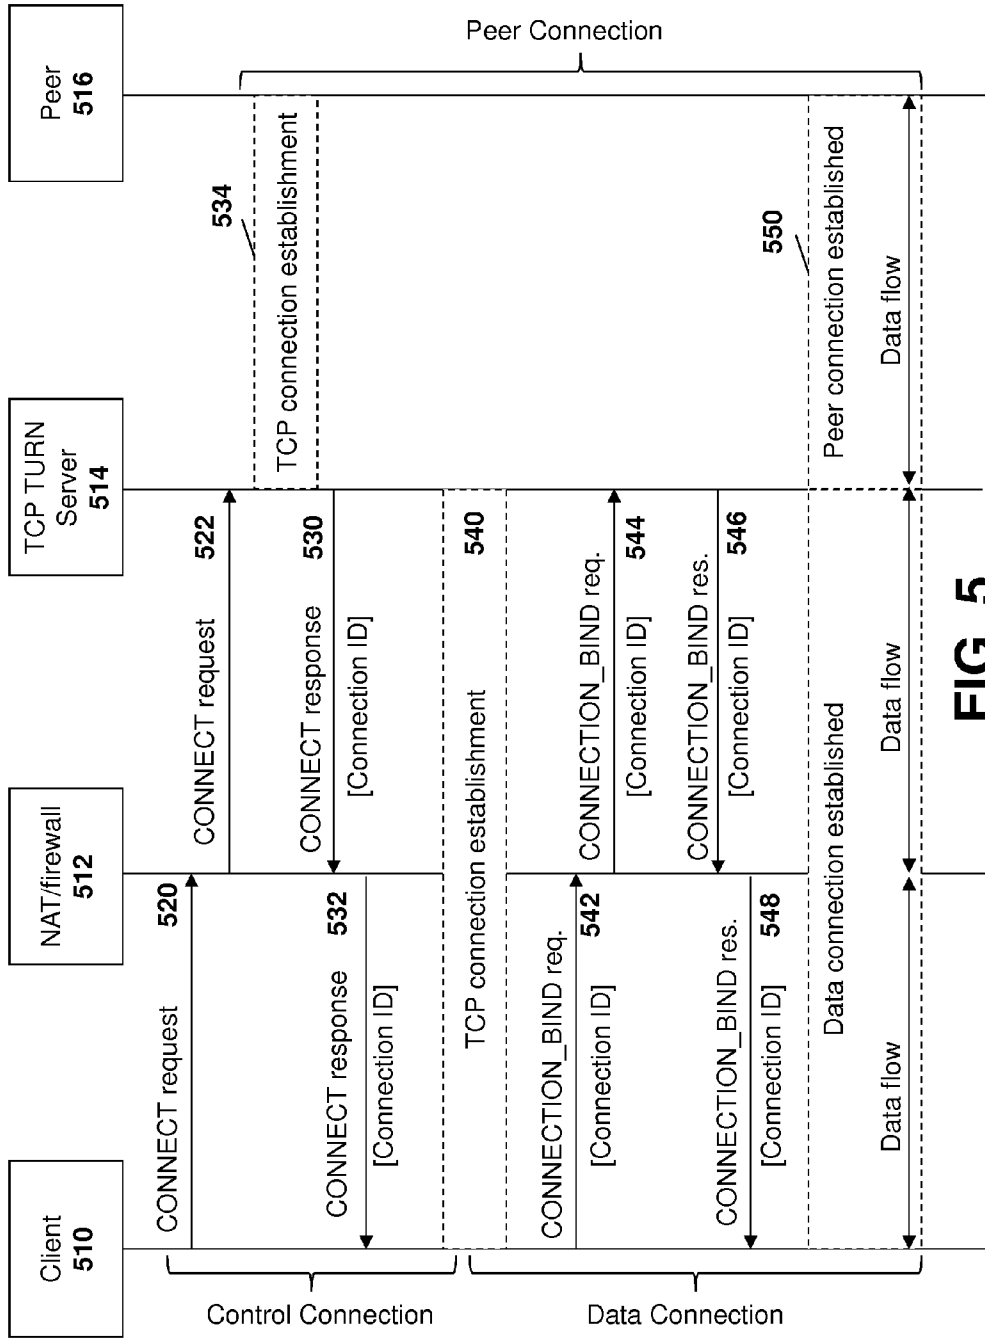 Client
510
NAT/firewall
512
TCP TURN
Server
514
Peer
516
CONNECT request
520
CONNECT request
522
534
TCP connection establishment
CONNECT response
530
[Connection ID]
CONNECT response
532
[Connection ID]
Control Connection
Peer Connection
TCP connection establishment
540
CONNECTION_BIND req.
542
[Connection ID]
CONNECTION_BIND req.
544
[Connection ID]
CONNECTION_BIND res.
546
[Connection ID]
CONNECTION_BIND res.
548
[Connection ID]
550
Data connection established
Peer connection established
Data flow
Data flow
Data flow
Data Connection
FIG. 5